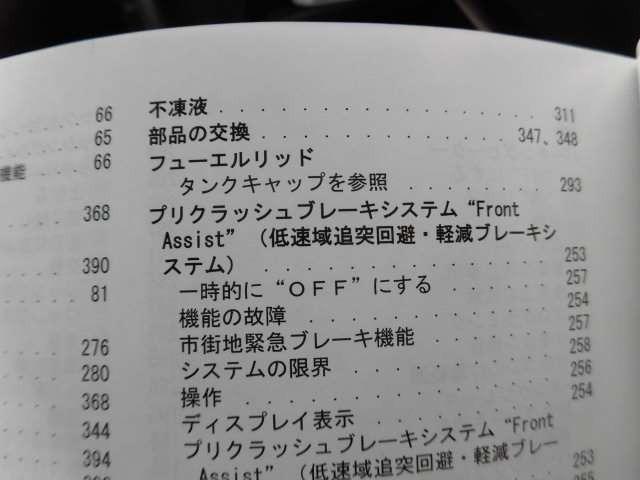 66
65
機能 66
368
390
81
276
280
368
344
394
不凍液 311
部品の交換 347、348
フューエルリッド
タンクキャップを参照 293
プリクラッシュブレーキシステム“Front
Assist”（低速域追突回避・軽減ブレーキシ
ステム） 253
一時的に“ＯＦＦ”にする 257
機能の故障 254
市街地緊急ブレーキ機能 257
システムの限界 258
操作 256
ディスプレイ表示 254
プリクラッシュブレーキシステム“Front
Assist”（低速域追突回避・軽減ブレー
253